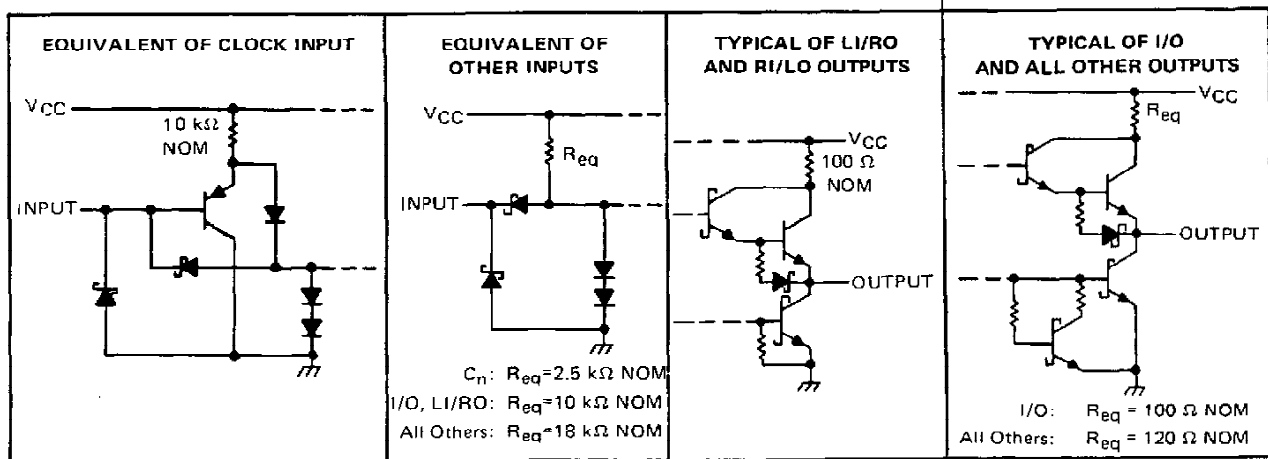 EQUIVALENT OF CLOCK INPUT
VCC
10 kΩ
NOM
INPUT
EQUIVALENT OF
OTHER INPUTS
VCC
Req
INPUT
Cn: Req=2.5 kΩ NOM
I/O, LI/RO: Req=10 kΩ NOM
All Others: Req=18 kΩ NOM
TYPICAL OF LI/RO
AND RI/LO OUTPUTS
VCC
100 Ω
NOM
OUTPUT
TYPICAL OF I/O
AND ALL OTHER OUTPUTS
VCC
Req
OUTPUT
I/O: Req = 100 Ω NOM
All Others: Req = 120 Ω NOM